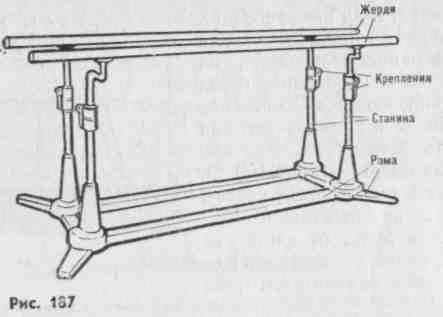 Жерди
Крепления
Станина
Рама
Рис. 187